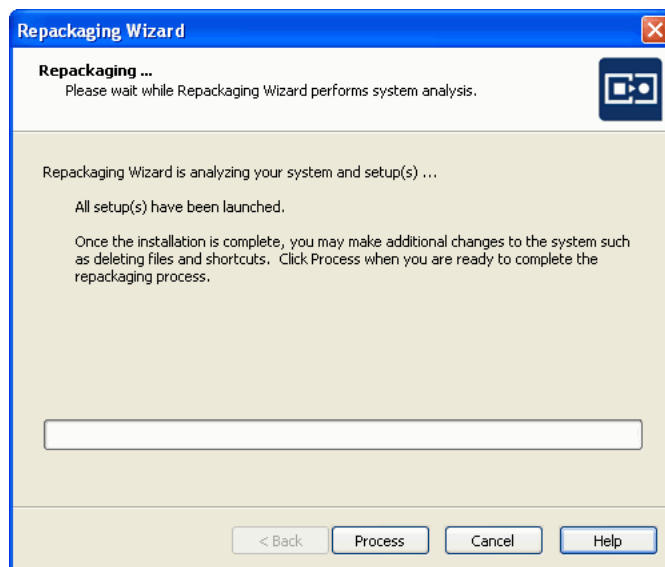 Repackaging Wizard
Repackaging ...
Please wait while Repackaging Wizard performs system analysis.
Repackaging Wizard is analyzing your system and setup(s) ...
All setup(s) have been launched.
Once the installation is complete, you may make additional changes to the system such
as deleting files and shortcuts.  Click Process when you are ready to complete the
repackaging process.
< Back
Process
Cancel
Help